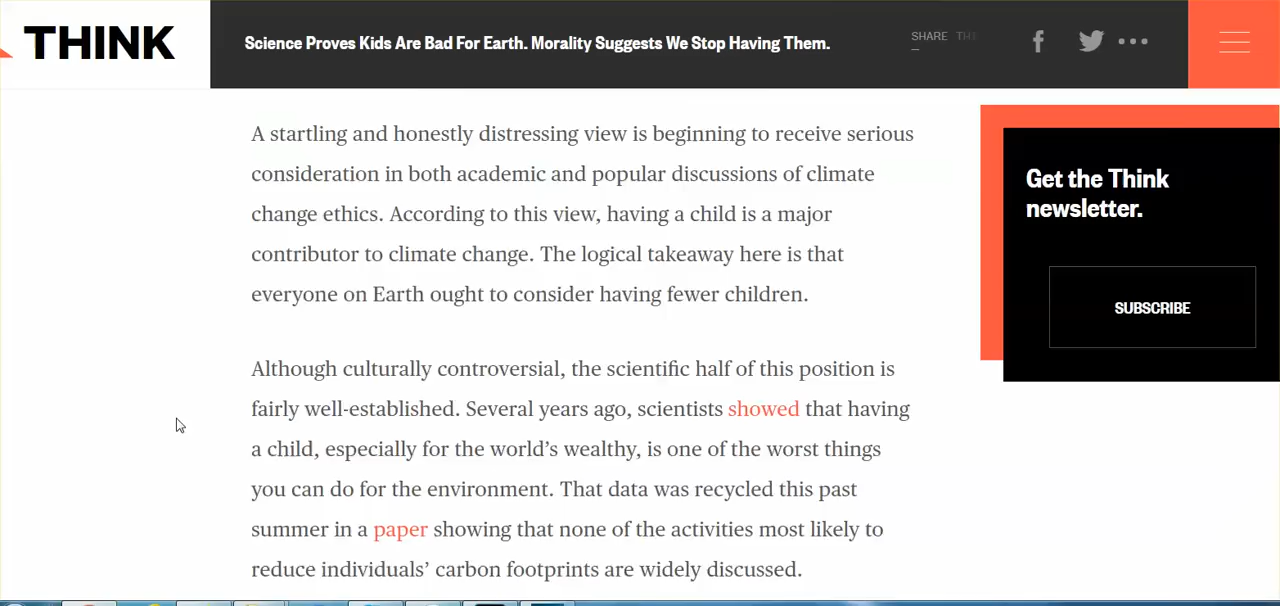 THINK
Science Proves Kids Are Bad For Earth. Morality Suggests We Stop Having Them.
SHARE THIS
A startling and honestly distressing view is beginning to receive serious
consideration in both academic and popular discussions of climate
change ethics. According to this view, having a child is a major
contributor to climate change. The logical takeaway here is that
everyone on Earth ought to consider having fewer children.
Although culturally controversial, the scientific half of this position is
fairly well-established. Several years ago, scientists showed that having
a child, especially for the world’s wealthy, is one of the worst things
you can do for the environment. That data was recycled this past
summer in a paper showing that none of the activities most likely to
reduce individuals’ carbon footprints are widely discussed.
Get the Think
newsletter.
SUBSCRIBE